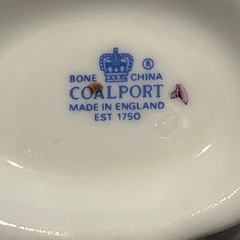 BONE CHINA ®
COALPORT
MADE IN ENGLAND
EST 1750